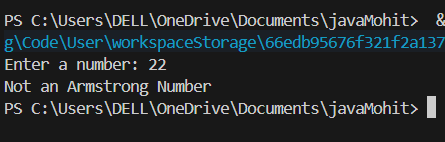 PS C:\Users\DELL\OneDrive\Documents\javaMohit> &
g\Code\User\workspaceStorage\66edb95676f321f2a137
Enter a number: 22
Not an Armstrong Number
PS C:\Users\DELL\OneDrive\Documents\javaMohit>